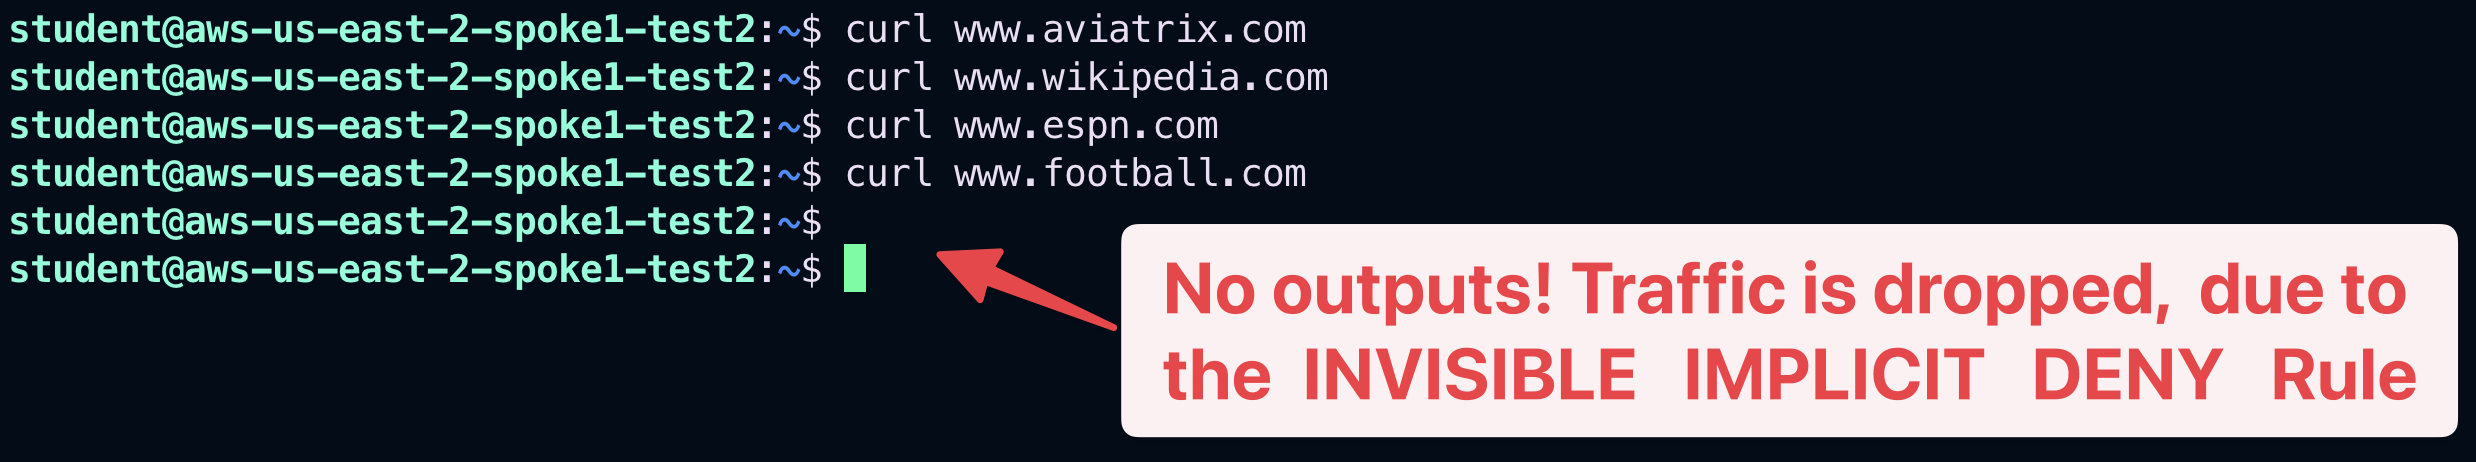 student@aws-us-east-2-spoke1-test2:~$ curl www.aviatrix.com
student@aws-us-east-2-spoke1-test2:~$ curl www.wikipedia.com
student@aws-us-east-2-spoke1-test2:~$ curl www.espn.com
student@aws-us-east-2-spoke1-test2:~$ curl www.football.com
student@aws-us-east-2-spoke1-test2:~$
student@aws-us-east-2-spoke1-test2:~$
No outputs! Traffic is dropped, due to
the INVISIBLE IMPLICIT DENY Rule